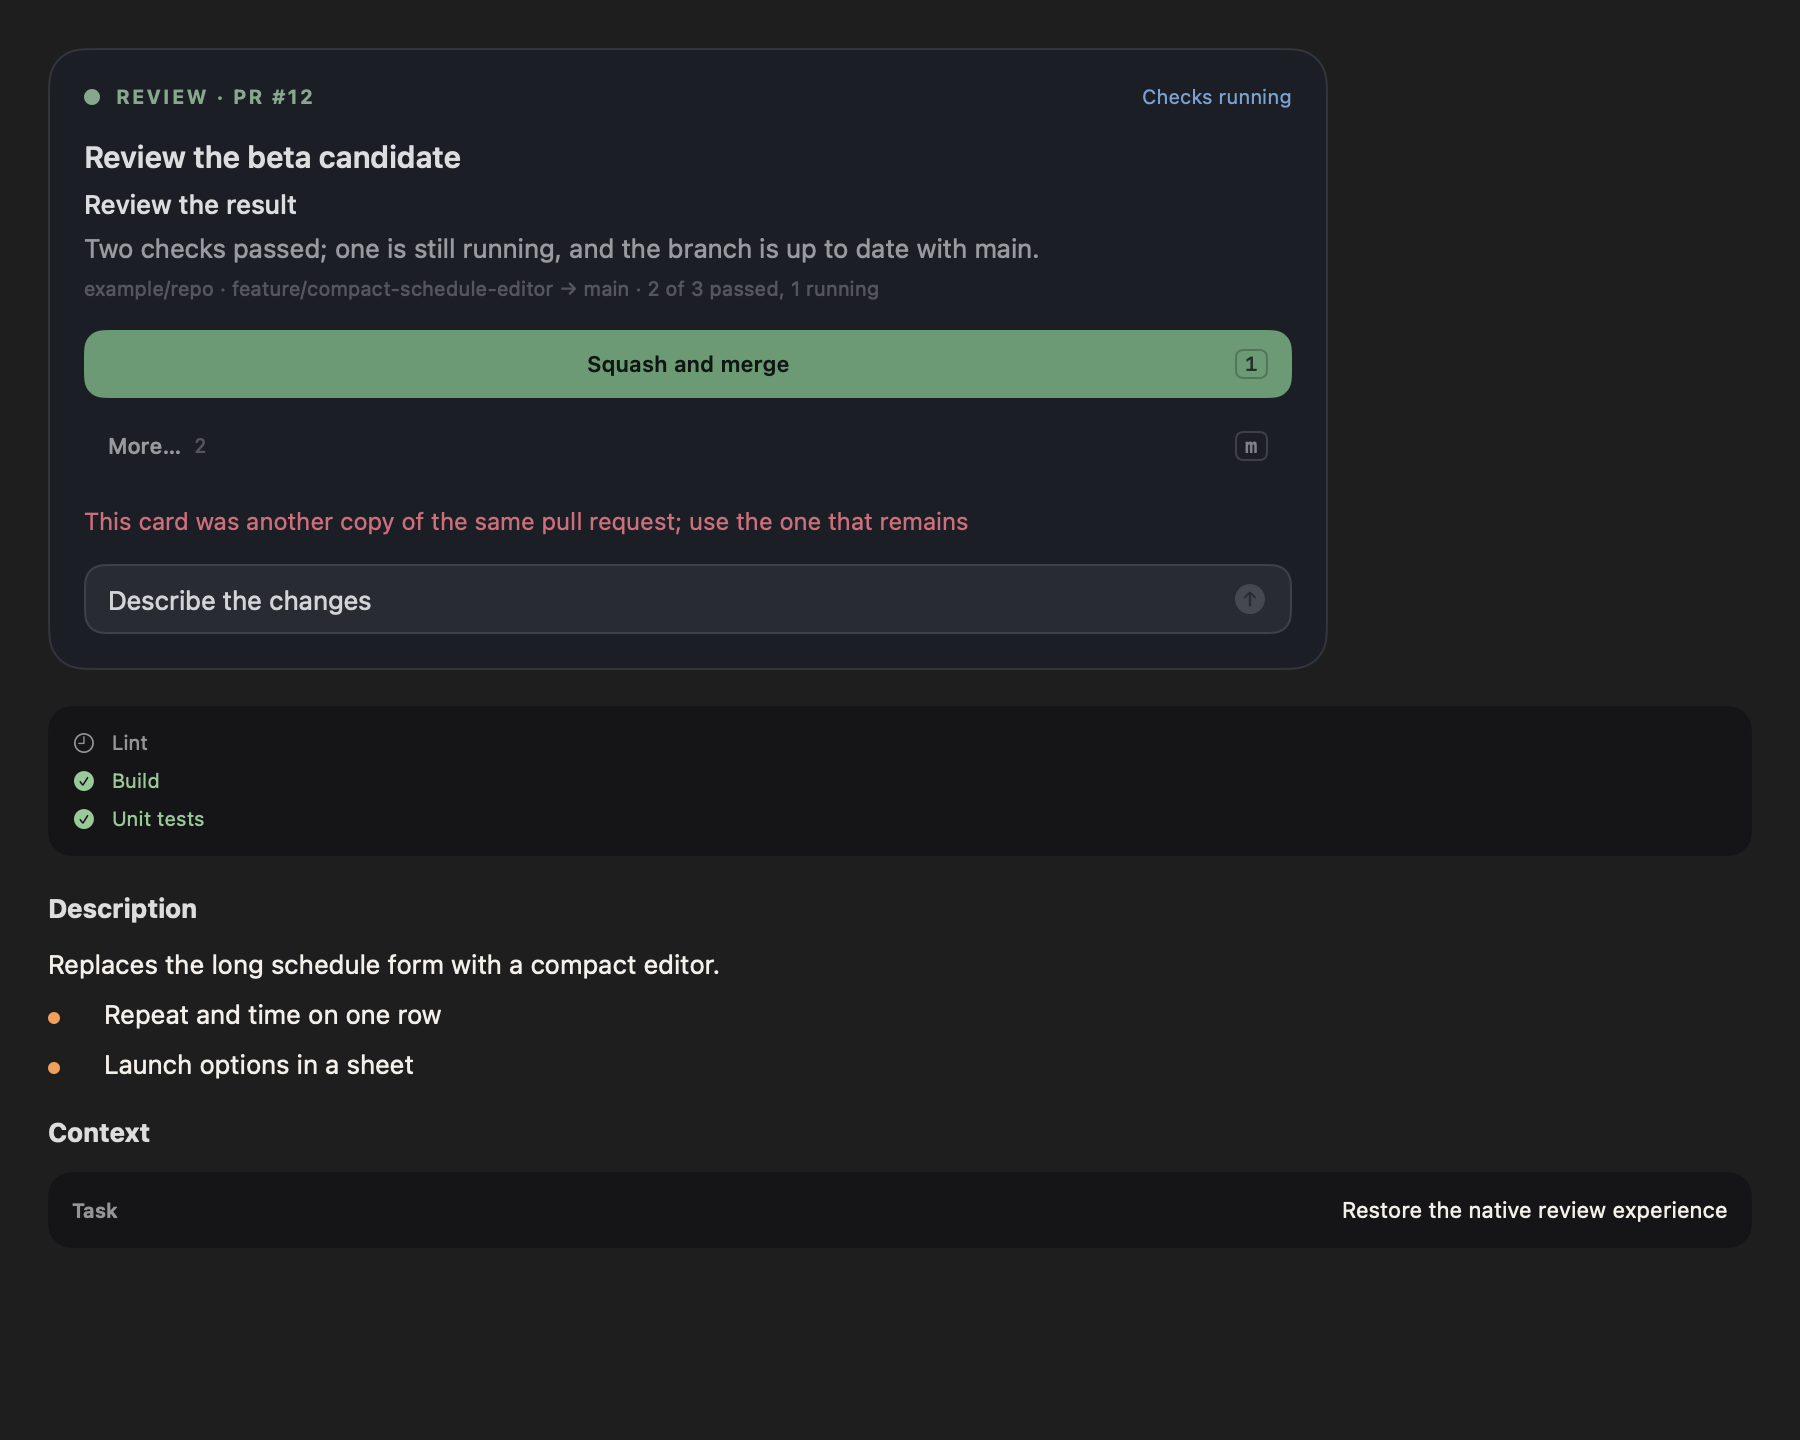 REVIEW · PR #12
Checks running
Review the beta candidate
Review the result
Two checks passed; one is still running, and the branch is up to date with main.
example/repo · feature/compact-schedule-editor → main · 2 of 3 passed, 1 running
Squash and merge 1
More... 2 m
This card was another copy of the same pull request; use the one that remains
Describe the changes
Lint
Build
Unit tests
Description
Replaces the long schedule form with a compact editor.
Repeat and time on one row
Launch options in a sheet
Context
Task Restore the native review experience